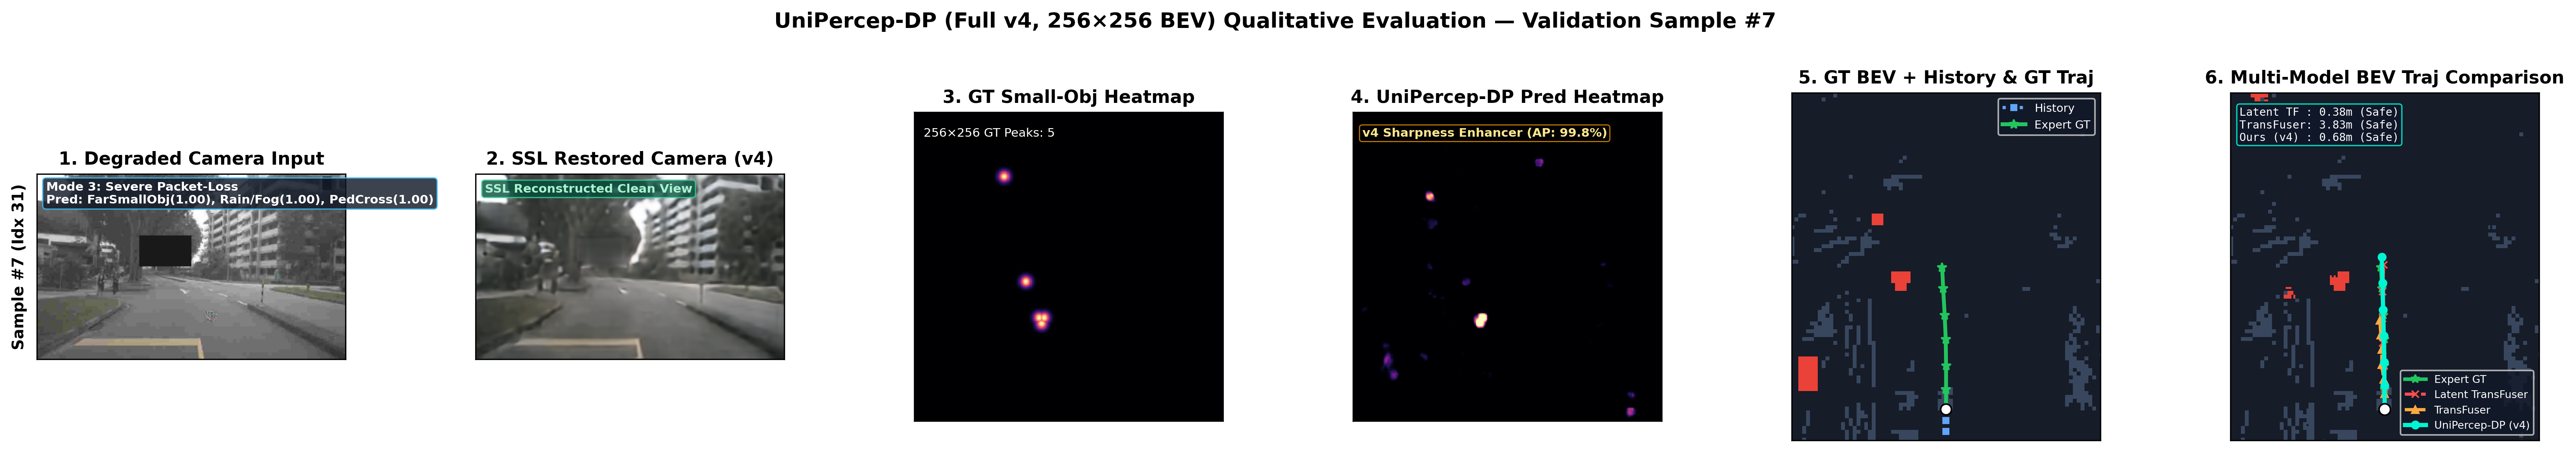 UniPercep-DP (Full v4, 256×256 BEV) Qualitative Evaluation — Validation Sample #7
Sample #7 (Idx 31)
1. Degraded Camera Input
Mode 3: Severe Packet-Loss
Pred: FarSmallObj(1.00), Rain/Fog(1.00), PedCross(1.00)
2. SSL Restored Camera (v4)
SSL Reconstructed Clean View
3. GT Small-Obj Heatmap
256×256 GT Peaks: 5
4. UniPercep-DP Pred Heatmap
v4 Sharpness Enhancer (AP: 99.8%)
5. GT BEV + History & GT Traj
History
Expert GT
6. Multi-Model BEV Traj Comparison
Latent TF : 0.38m (Safe)
TransFuser: 3.83m (Safe)
Ours (v4) : 0.68m (Safe)
Expert GT
Latent TransFuser
TransFuser
UniPercep-DP (v4)